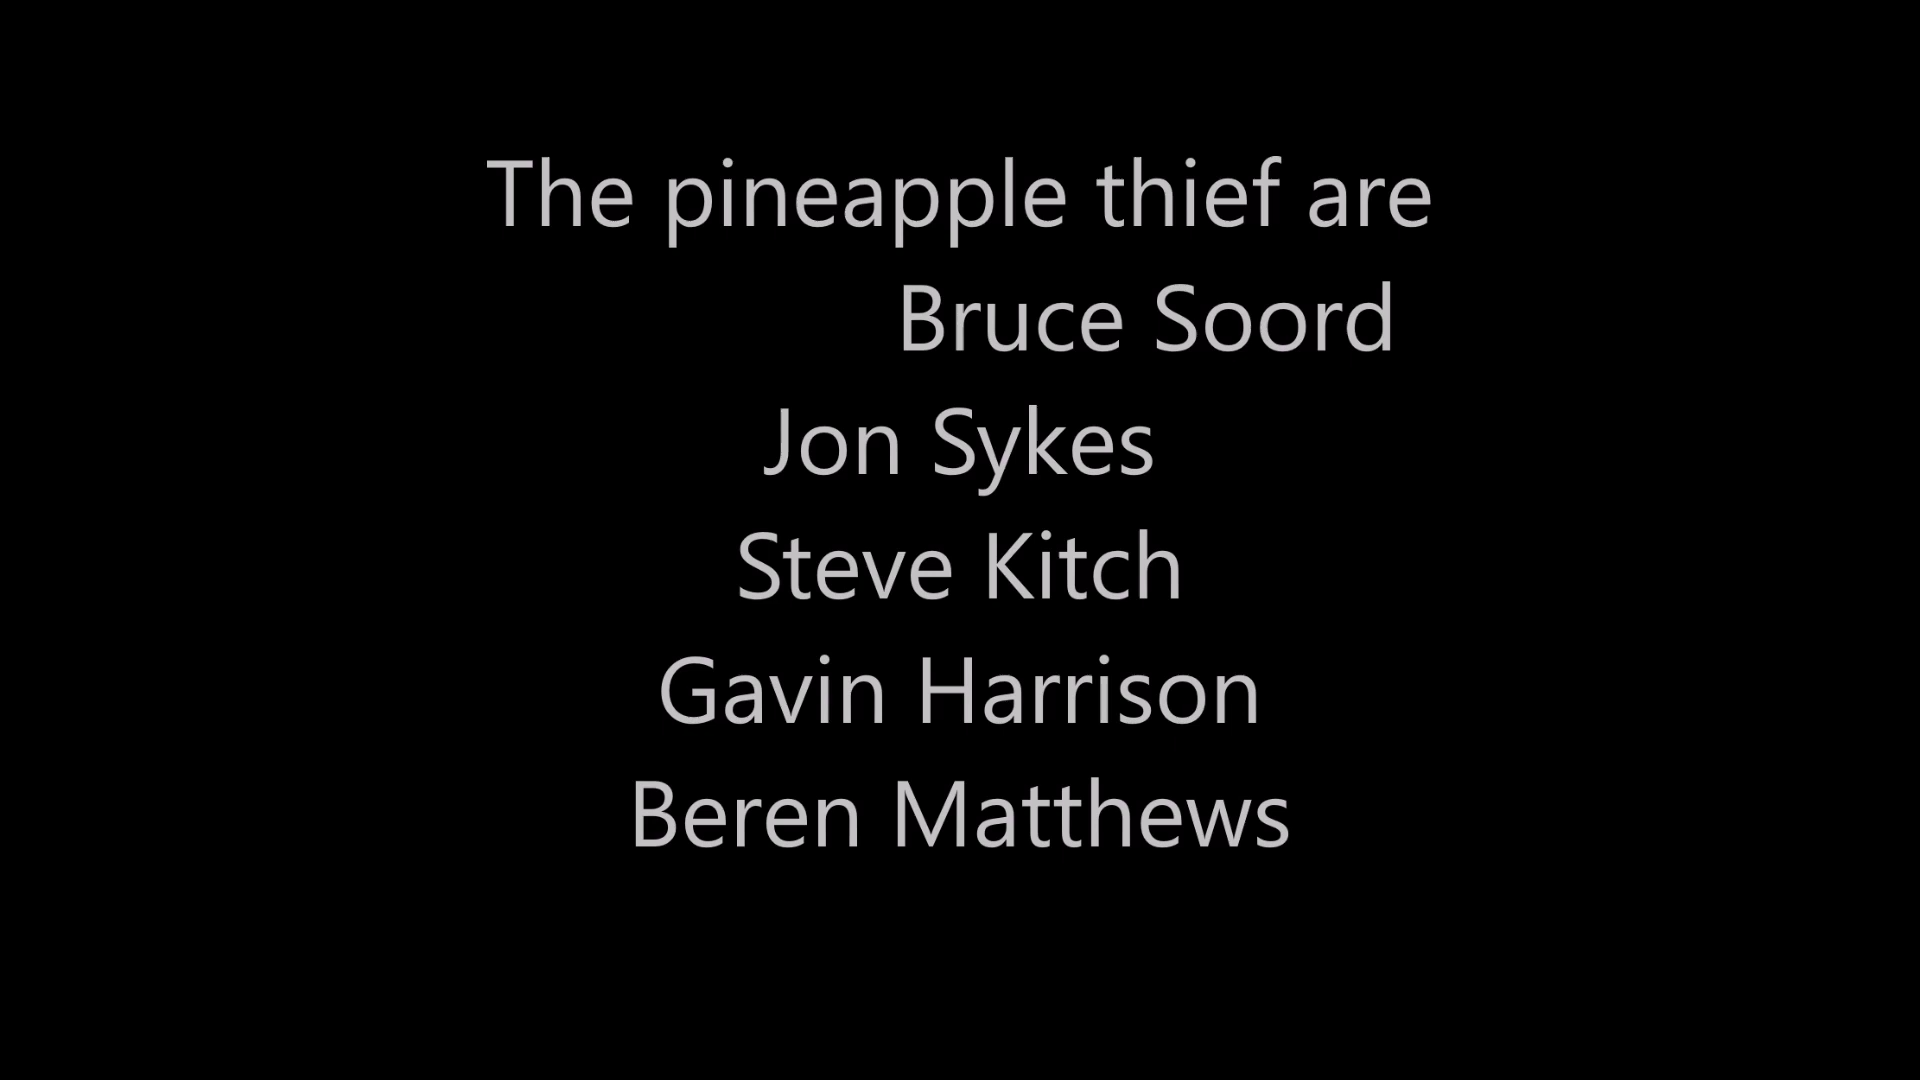 The pineapple thief are
Bruce Soord
Jon Sykes
Steve Kitch
Gavin Harrison
Beren Matthews